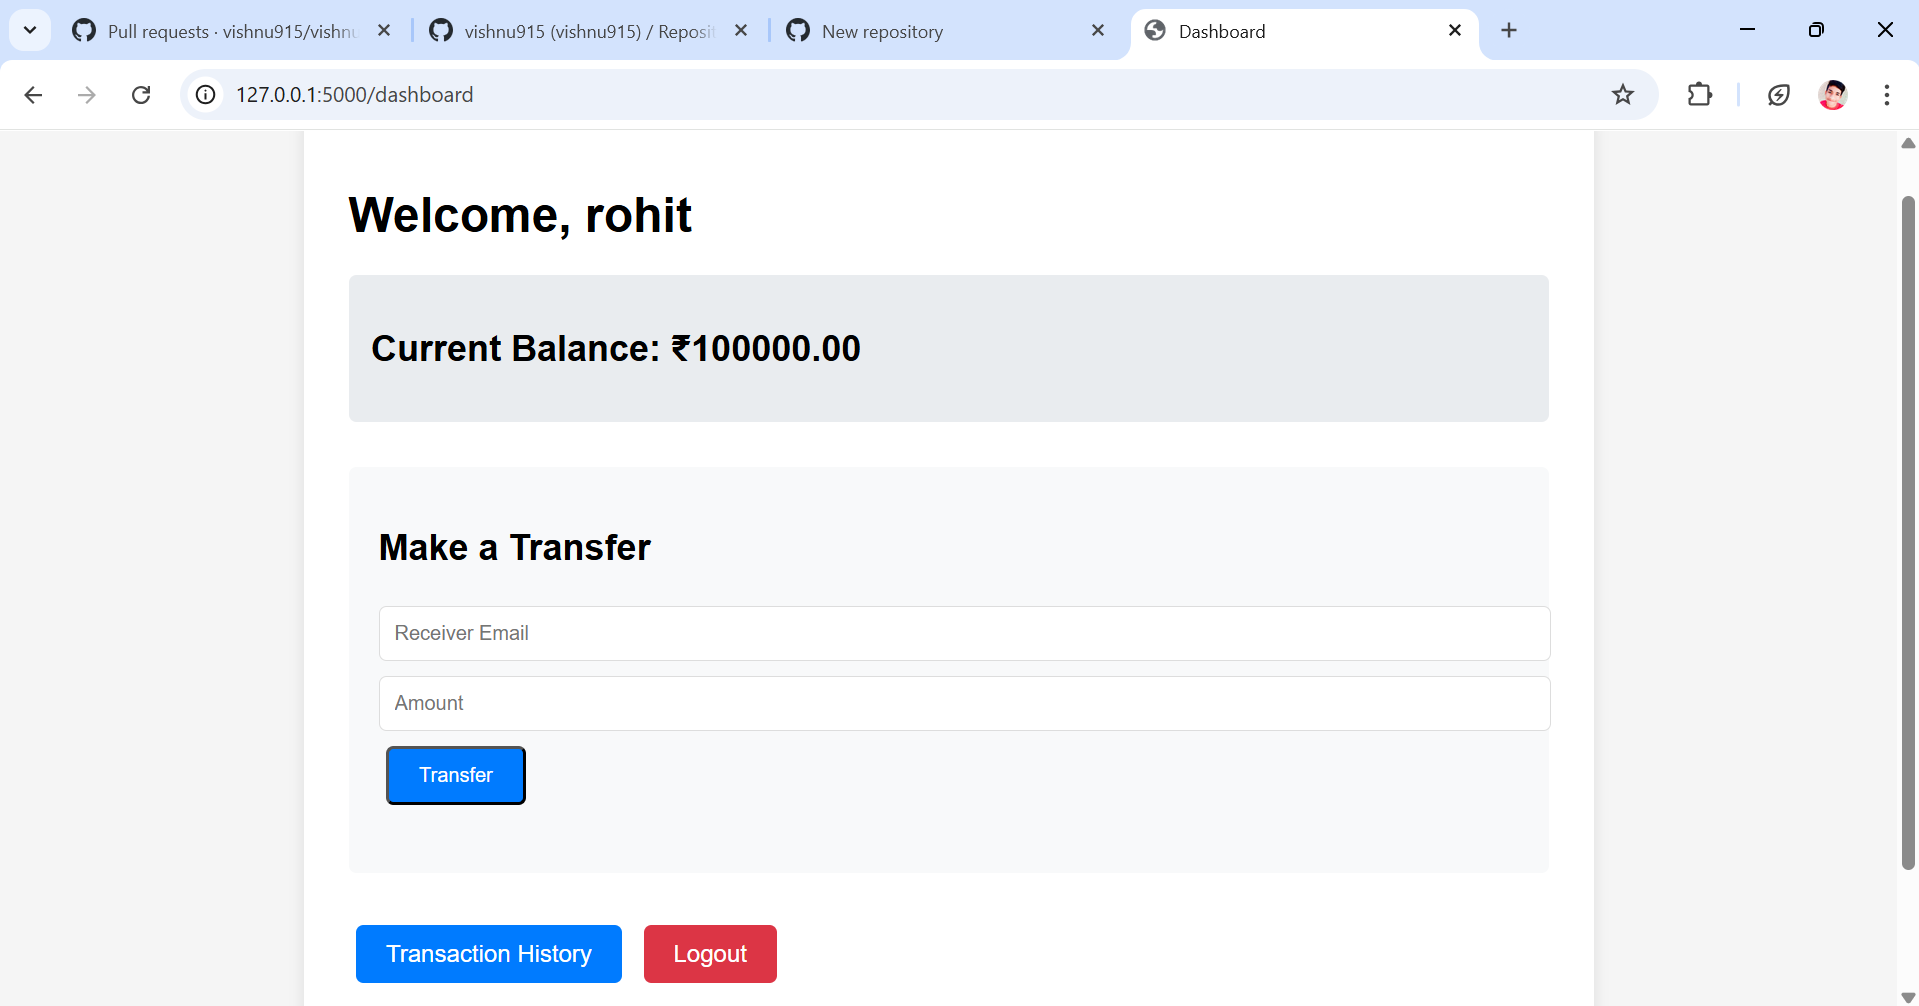 Pull requests · vishnu915/vishnu
vishnu915 (vishnu915) / Reposit
New repository
Dashboard
127.0.0.1:5000/dashboard
Welcome, rohit
Current Balance: ₹100000.00
Make a Transfer
Receiver Email
Amount
Transfer
Transaction History
Logout